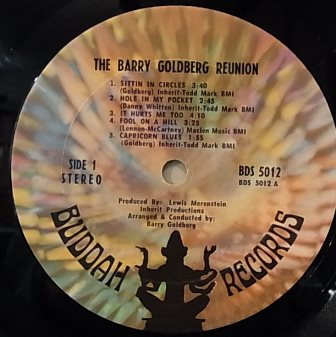 THE BARRY GOLDBERG REUNION
1. SITTIN IN CIRCLES 3:40
(Goldberg) Inherit-Todd Mark BMI
2. HOLE IN MY POCKET 2:45
(Danny Whitten) Inherit-Todd Mark BMI
3. IT HURTS ME TOO 4:10
4. FOOL ON A HILL 3:25
(Lennon-McCartney) Maclen Music BMI
5. CAPRICORN BLUES 1:55
(Goldberg) Inherit-Todd Mark BMI
SIDE 1
STEREO
BDS 5012
BDS 5012 A
Produced By: Lewis Merenstein
Inherit Productions
Arranged & Conducted by:
Barry Goldberg
BUDDAH RECORDS